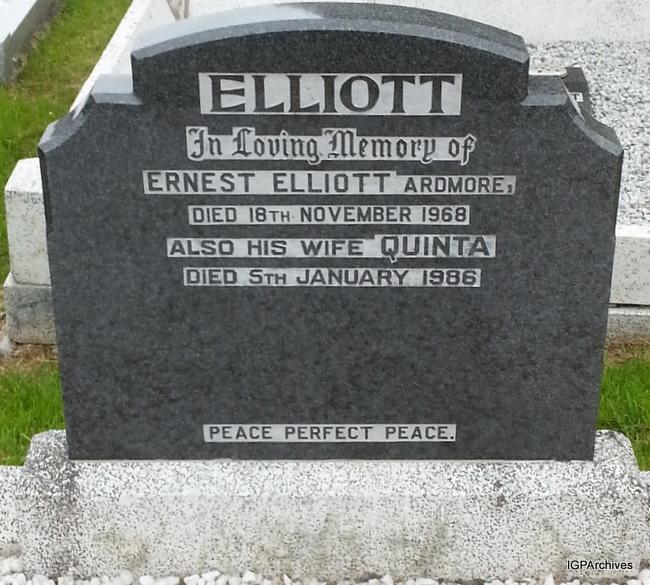 ELLIOTT
In Loving Memory of
ERNEST ELLIOTT ARDMORE,
DIED 18TH NOVEMBER 1968
ALSO HIS WIFE QUINTA
DIED 5TH JANUARY 1986
PEACE PERFECT PEACE.
IGPArchives